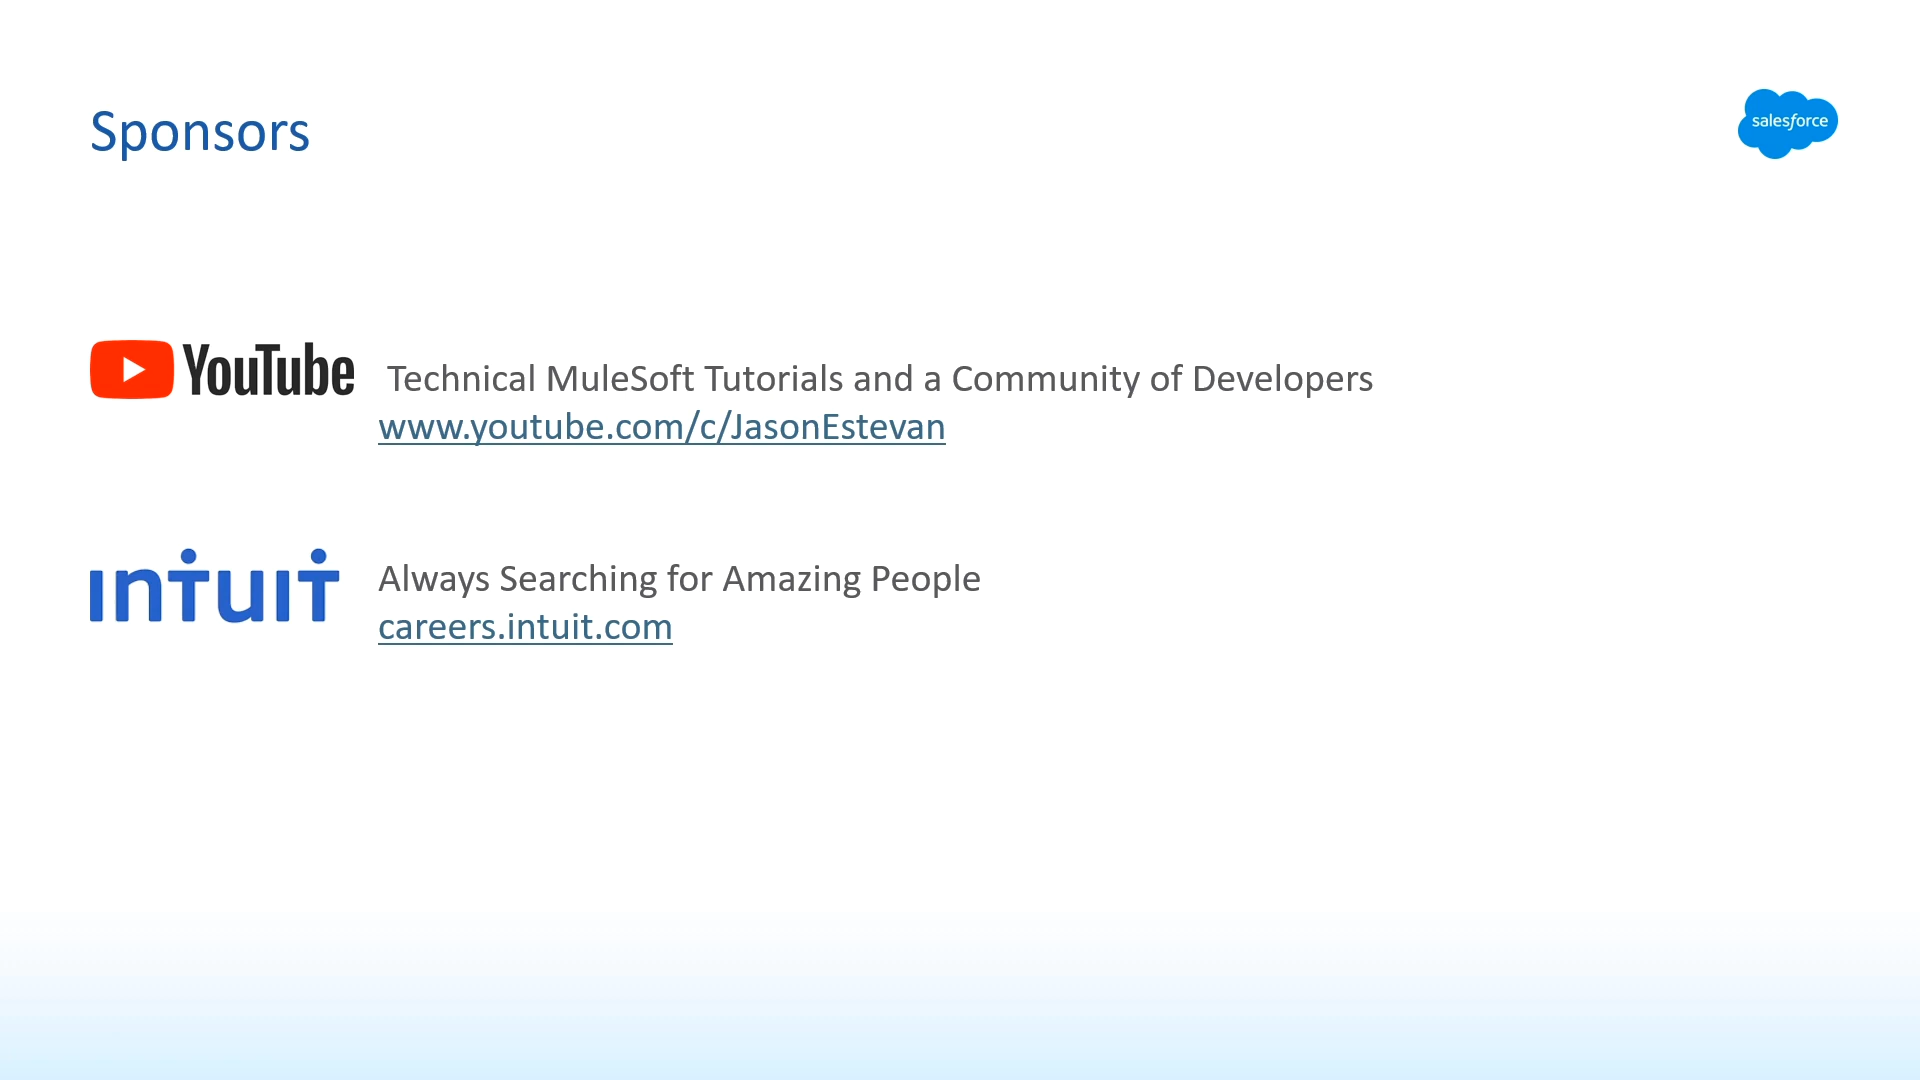 Sponsors
salesforce
YouTube
Technical MuleSoft Tutorials and a Community of Developers
www.youtube.com/c/JasonEstevan
intuit
Always Searching for Amazing People
careers.intuit.com